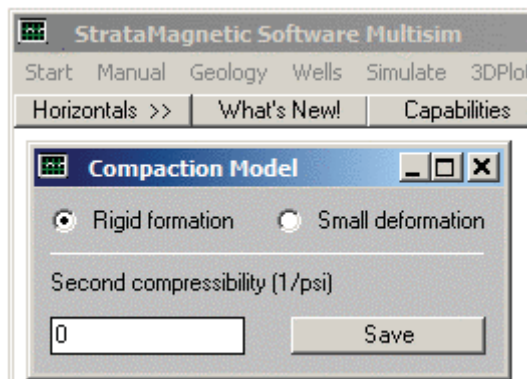 StrataMagnetic Software Multisim
Start Manual Geology Wells Simulate 3DPlot
Horizontals >> What's New! Capabilities
Compaction Model
Rigid formation Small deformation
Second compressibility (1/psi)
0 Save